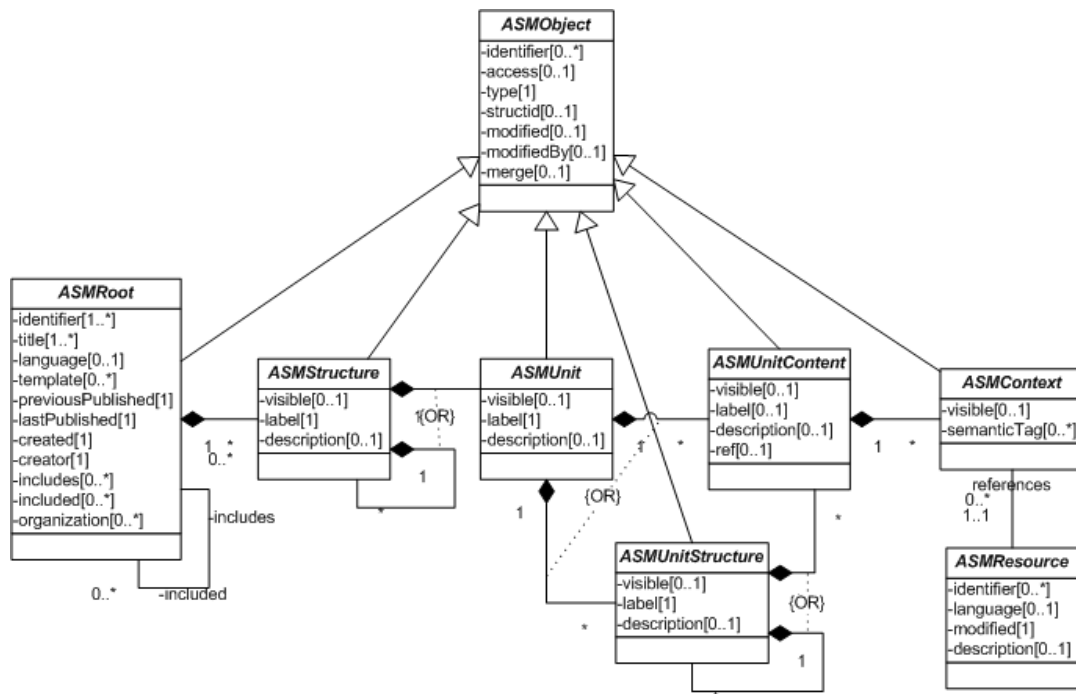 ASMObject
-identifier[0..*]
-access[0..1]
-type[1]
-structid[0..1]
-modified[0..1]
-modifiedBy[0..1]
-merge[0..1]
ASMRoot
-identifier[1..*]
-title[1..*]
-language[0..1]
-template[0..*]
-previousPublished[1]
-lastPublished[1]
-created[1]
-creator[1]
-includes[0..*]
-included[0..*]
-organization[0..*]
1
1..*
0..*
-includes
0..*
-included
ASMStructure
-visible[0..1]
-label[1]
-description[0..1]
1
{OR}
1
*
ASMUnit
-visible[0..1]
-label[1]
-description[0..1]
1
*
{OR}
1
*
ASMUnitContent
-visible[0..1]
-label[0..1]
-description[0..1]
-ref[0..1]
1
*
*
ASMContext
-visible[0..1]
-semanticTag[0..*]
references
0..*
1..1
ASMUnitStructure
-visible[0..1]
-label[1]
-description[0..1]
{OR}
1
ASMResource
-identifier[0..*]
-language[0..1]
-modified[1]
-description[0..1]